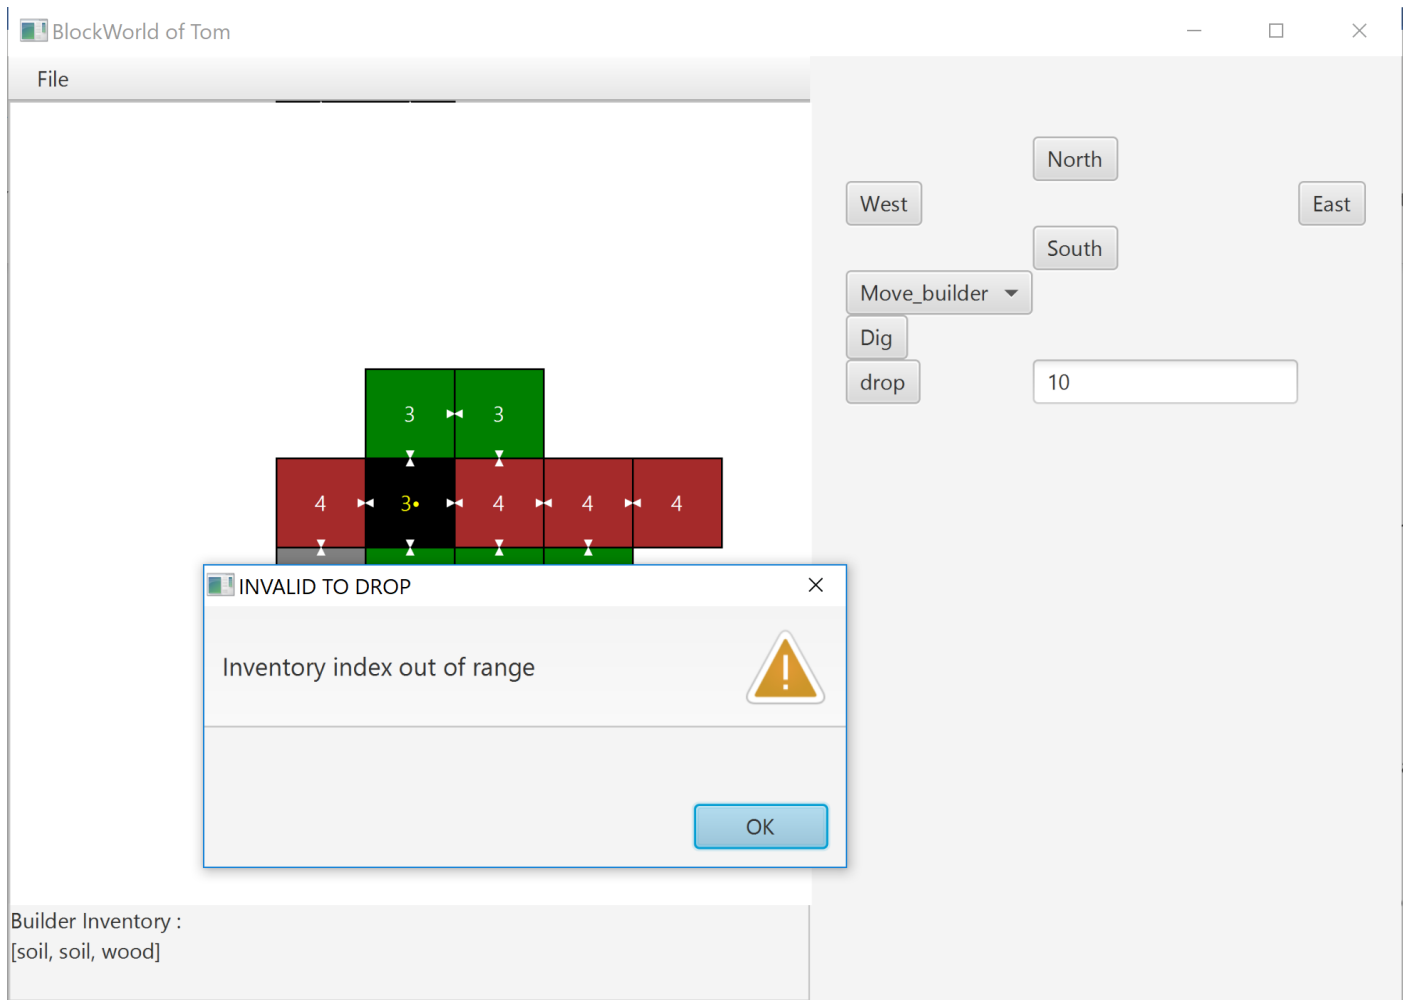 BlockWorld of Tom
File
North
West
East
South
Move_builder
Dig
drop
10
3 3
4 3 4 4 4
INVALID TO DROP
Inventory index out of range
OK
Builder Inventory :
[soil, soil, wood]